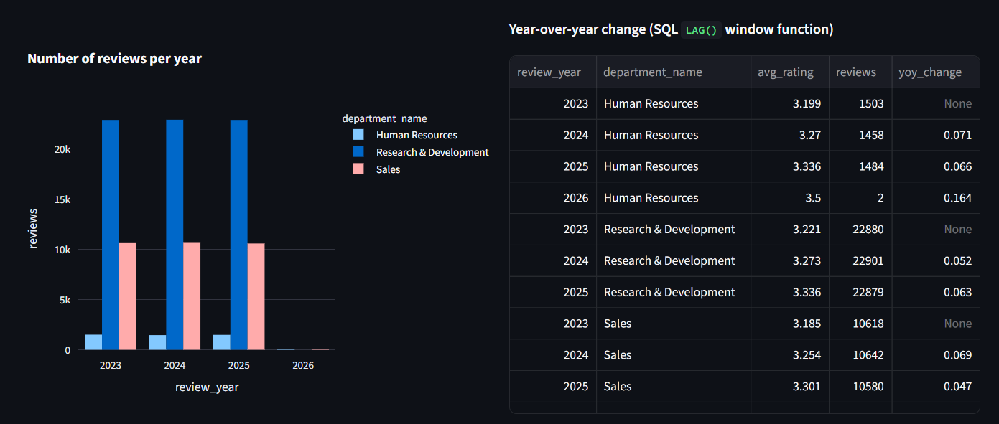 Number of reviews per year
20k
15k
10k
5k
0
reviews
2023 2024 2025 2026
review_year
department_name
Human Resources
Research & Development
Sales
Year-over-year change (SQL LAG() window function)
review_year department_name avg_rating reviews yoy_change
2023 Human Resources 3.199 1503 None
2024 Human Resources 3.27 1458 0.071
2025 Human Resources 3.336 1484 0.066
2026 Human Resources 3.5 2 0.164
2023 Research & Development 3.221 22880 None
2024 Research & Development 3.273 22901 0.052
2025 Research & Development 3.336 22879 0.063
2023 Sales 3.185 10618 None
2024 Sales 3.254 10642 0.069
2025 Sales 3.301 10580 0.047